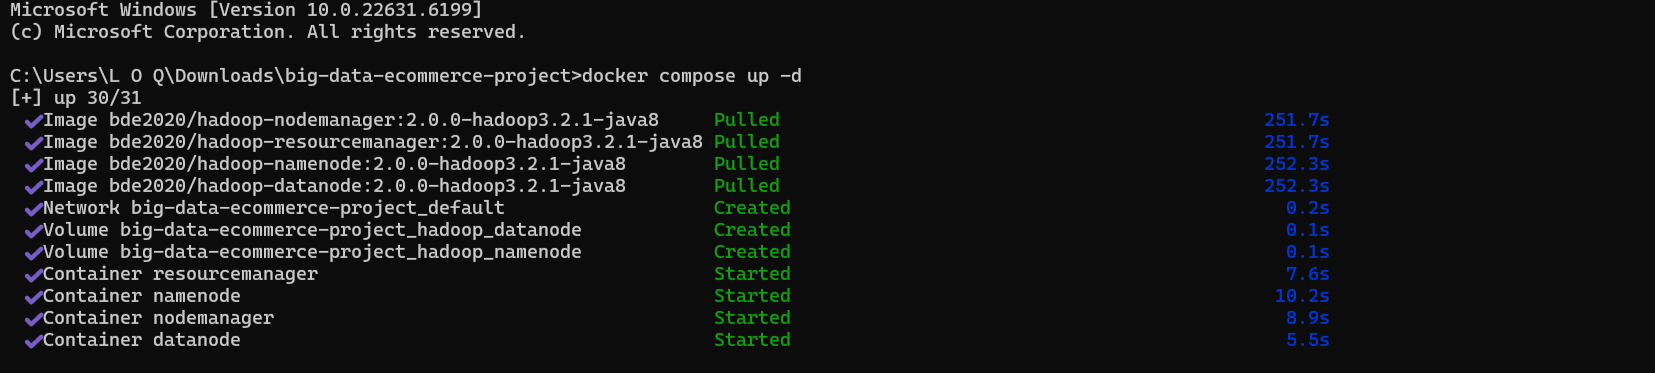 Microsoft Windows [Version 10.0.22631.6199]
(c) Microsoft Corporation. All rights reserved.
C:\Users\L O Q\Downloads\big-data-ecommerce-project>docker compose up -d
[+] up 30/31
✔Image bde2020/hadoop-nodemanager:2.0.0-hadoop3.2.1-java8 Pulled 251.7s
✔Image bde2020/hadoop-resourcemanager:2.0.0-hadoop3.2.1-java8 Pulled 251.7s
✔Image bde2020/hadoop-namenode:2.0.0-hadoop3.2.1-java8 Pulled 252.3s
✔Image bde2020/hadoop-datanode:2.0.0-hadoop3.2.1-java8 Pulled 252.3s
✔Network big-data-ecommerce-project_default Created 0.2s
✔Volume big-data-ecommerce-project_hadoop_datanode Created 0.1s
✔Volume big-data-ecommerce-project_hadoop_namenode Created 0.1s
✔Container resourcemanager Started 7.6s
✔Container namenode Started 10.2s
✔Container nodemanager Started 8.9s
✔Container datanode Started 5.5s